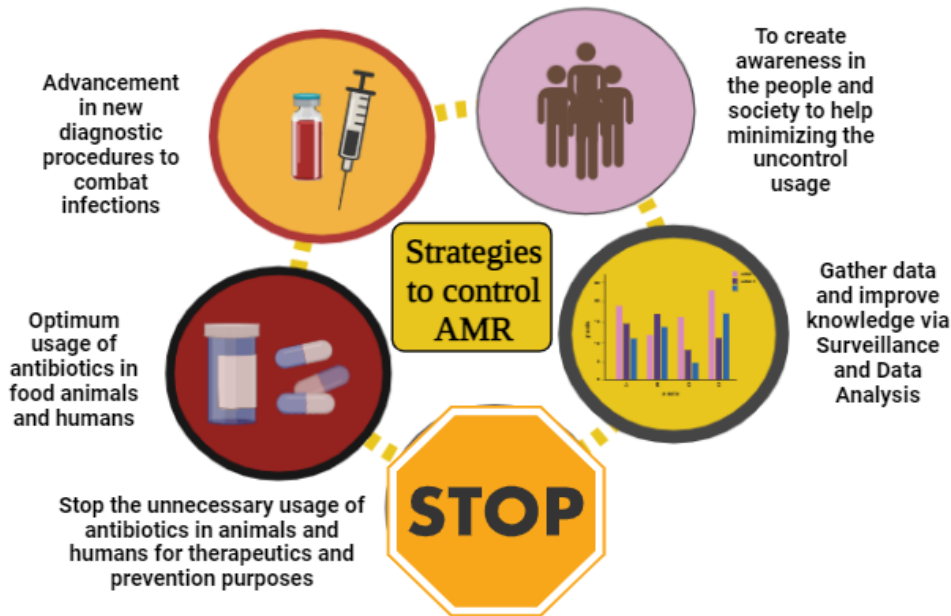 Advancement
in new
diagnostic
procedures to
combat
infections
To create
awareness in
the people and
society to help
minimizing the
uncontrol
usage
Strategies
to control
AMR
Gather data
and improve
knowledge via
Surveillance
and Data
Analysis
Optimum
usage of
antibiotics in
food animals
and humans
Stop the unnecessary usage of
antibiotics in animals and
humans for therapeutics and
prevention purposes
STOP